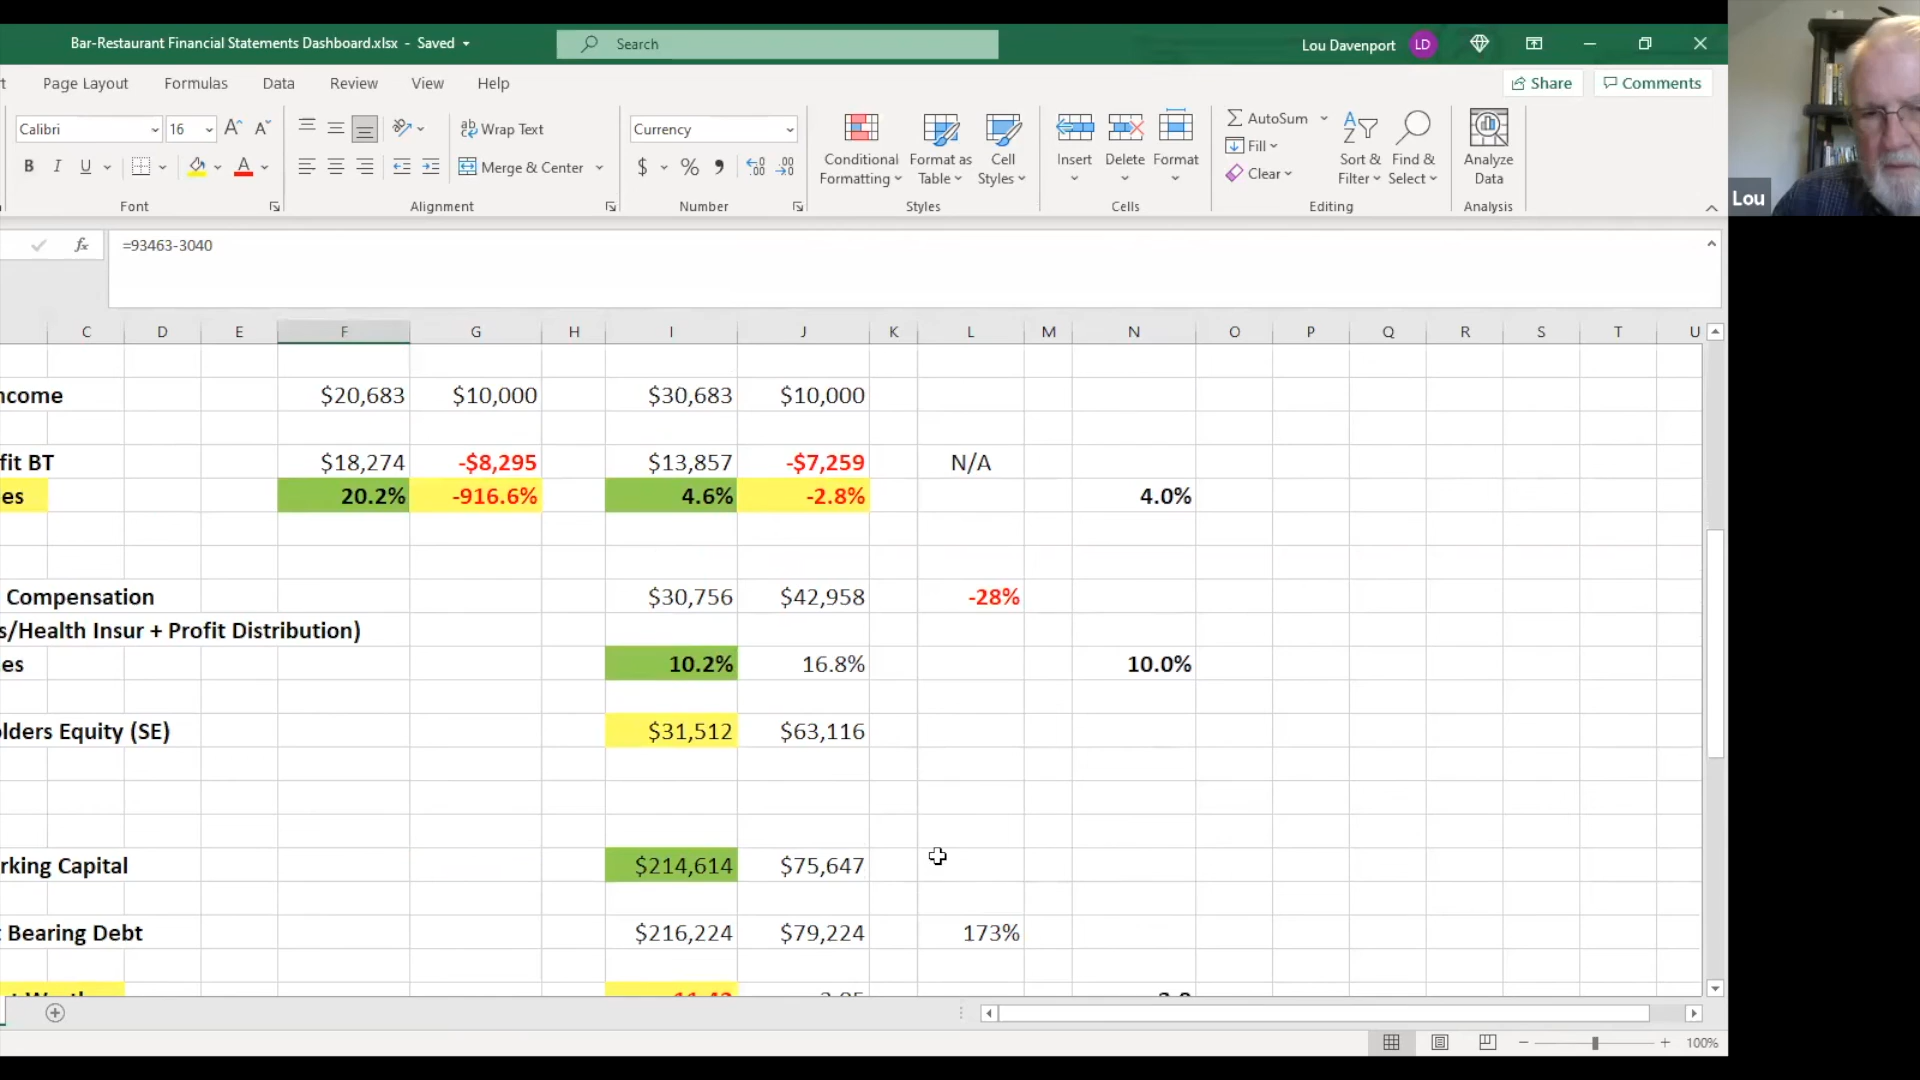 Bar-Restaurant Financial Statements Dashboard.xlsx - Saved
Search
Lou Davenport LD
Page Layout Formulas Data Review View Help
Share Comments
Calibri 16
Wrap Text
Currency
B I U
Merge & Center
$ % 9
Conditional Formatting
Format as Table
Cell Styles
Insert Delete Format
AutoSum
Fill
Clear
Sort & Filter
Find & Select
Analyze Data
Font Alignment Number Styles Cells Editing Analysis
Lou
fx =93463-3040
C D E F G H I J K L M N O P Q R S T U
ncome $20,683 $10,000 $30,683 $10,000
fit BT $18,274 -$8,295 $13,857 -$7,259 N/A
es 20.2% -916.6% 4.6% -2.8% 4.0%
Compensation $30,756 $42,958 -28%
s/Health Insur + Profit Distribution)
es 10.2% 16.8% 10.0%
olders Equity (SE) $31,512 $63,116
rking Capital $214,614 $75,647
t Bearing Debt $216,224 $79,224 173%
100%